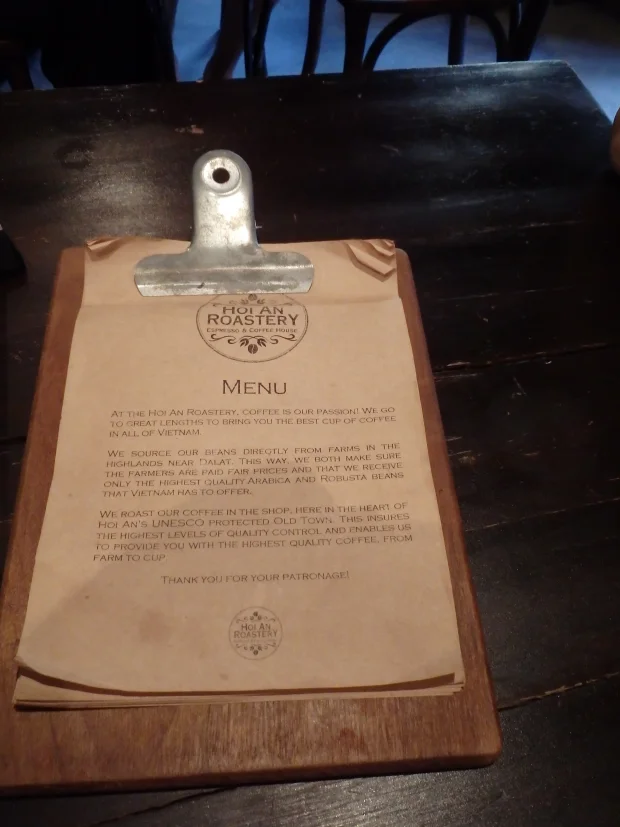 HOI AN
ROASTERY
ESPRESSO & COFFEE HOUSE
MENU
AT THE HOI AN ROASTERY, COFFEE IS OUR PASSION! WE GO
TO GREAT LENGTHS TO BRING YOU THE BEST CUP OF COFFEE
IN ALL OF VIETNAM.
WE SOURCE OUR BEANS DIRECTLY FROM FARMS IN THE
HIGHLANDS NEAR DALAT. THIS WAY, WE BOTH MAKE SURE
THE FARMERS ARE PAID FAIR PRICES AND THAT WE RECEIVE
ONLY THE HIGHEST QUALITY ARABICA AND ROBUSTA BEANS
THAT VIETNAM HAS TO OFFER.
WE ROAST OUR COFFEE IN THE SHOP, HERE IN THE HEART OF
HOI AN'S UNESCO PROTECTED OLD TOWN. THIS INSURES
THE HIGHEST LEVELS OF QUALITY CONTROL AND ENABLES US
TO PROVIDE YOU WITH THE HIGHEST QUALITY COFFEE, FROM
FARM TO CUP
THANK YOU FOR YOUR PATRONAGE!
HOI AN
ROASTERY